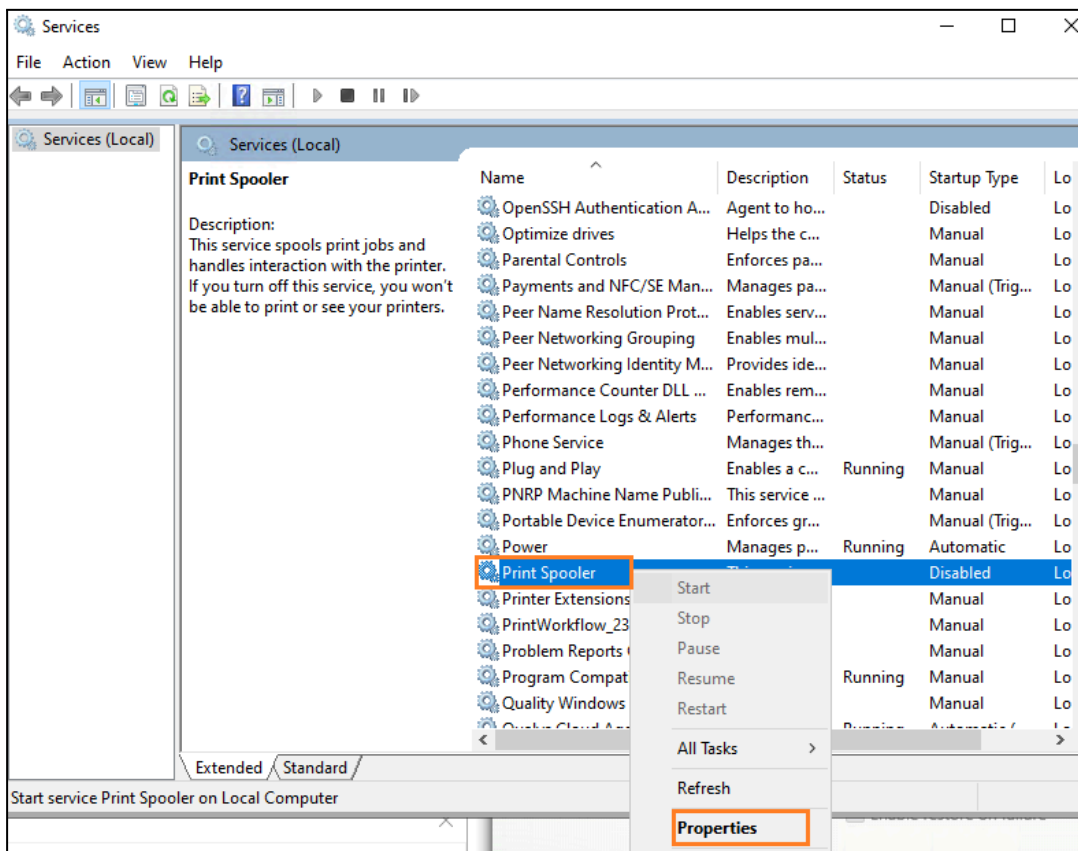 Services
File Action View Help
Services (Local)
Services (Local)
Print Spooler
Description:
This service spools print jobs and
handles interaction with the printer.
If you turn off this service, you won't
be able to print or see your printers.
Name Description Status Startup Type Lo
OpenSSH Authentication A... Agent to ho... Disabled Lo
Optimize drives Helps the c... Manual Lo
Parental Controls Enforces pa... Manual Lo
Payments and NFC/SE Man... Manages pa... Manual (Trig... Lo
Peer Name Resolution Prot... Enables serv... Manual Lo
Peer Networking Grouping Enables mul... Manual Lo
Peer Networking Identity M... Provides ide... Manual Lo
Performance Counter DLL ... Enables rem... Manual Lo
Performance Logs & Alerts Performanc... Manual Lo
Phone Service Manages th... Manual (Trig... Lo
Plug and Play Enables a c... Running Manual Lo
PNRP Machine Name Publi... This service ... Manual Lo
Portable Device Enumerator... Enforces gr... Manual (Trig... Lo
Power Manages p... Running Automatic Lo
Print Spooler Disabled Lo
Printer Extensions Manual Lo
PrintWorkflow_23 Manual Lo
Problem Reports Manual Lo
Program Compat Running Manual Lo
Quality Windows Manual Lo
Start
Stop
Pause
Resume
Restart
All Tasks
Refresh
Properties
Extended Standard
Start service Print Spooler on Local Computer